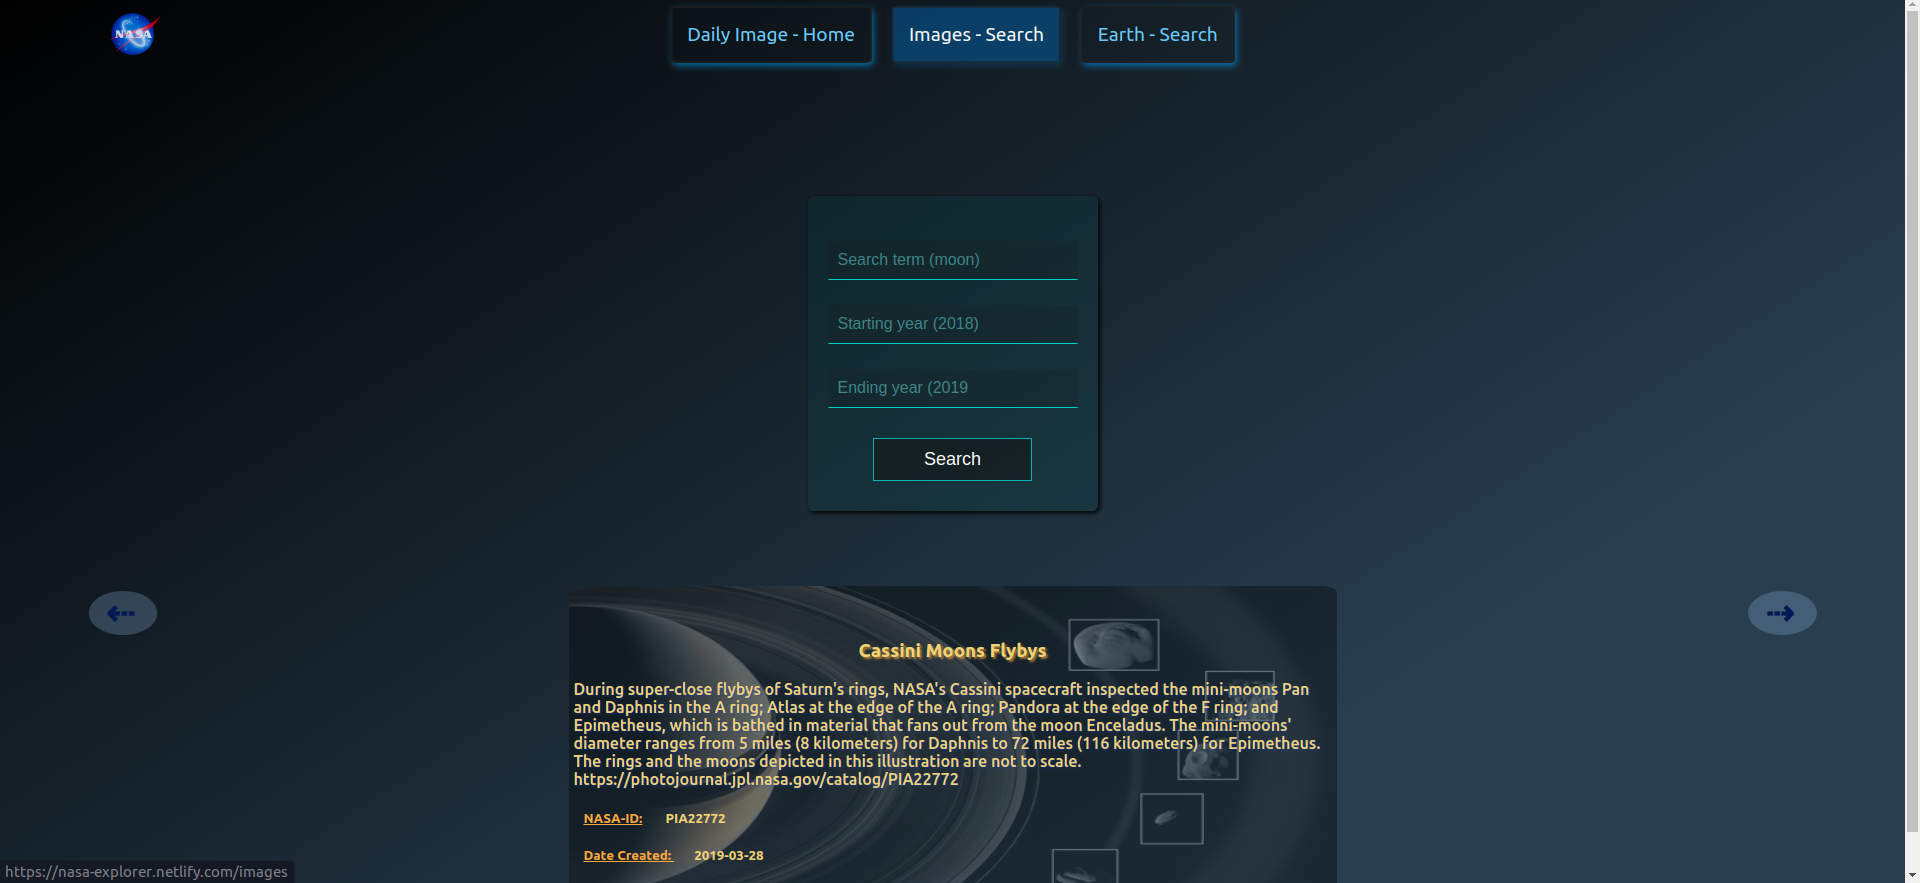 NASA
Daily Image - Home
Images - Search
Earth - Search
Search term (moon)
Starting year (2018)
Ending year (2019
Search
Cassini Moons Flybys
During super-close flybys of Saturn's rings, NASA's Cassini spacecraft inspected the mini-moons Pan
and Daphnis in the A ring; Atlas at the edge of the A ring; Pandora at the edge of the F ring; and
Epimetheus, which is bathed in material that fans out from the moon Enceladus. The mini-moons'
diameter ranges from 5 miles (8 kilometers) for Daphnis to 72 miles (116 kilometers) for Epimetheus.
The rings and the moons depicted in this illustration are not to scale.
https://photojournal.jpl.nasa.gov/catalog/PIA22772
NASA-ID: PIA22772
Date Created: 2019-03-28
https://nasa-explorer.netlify.com/images